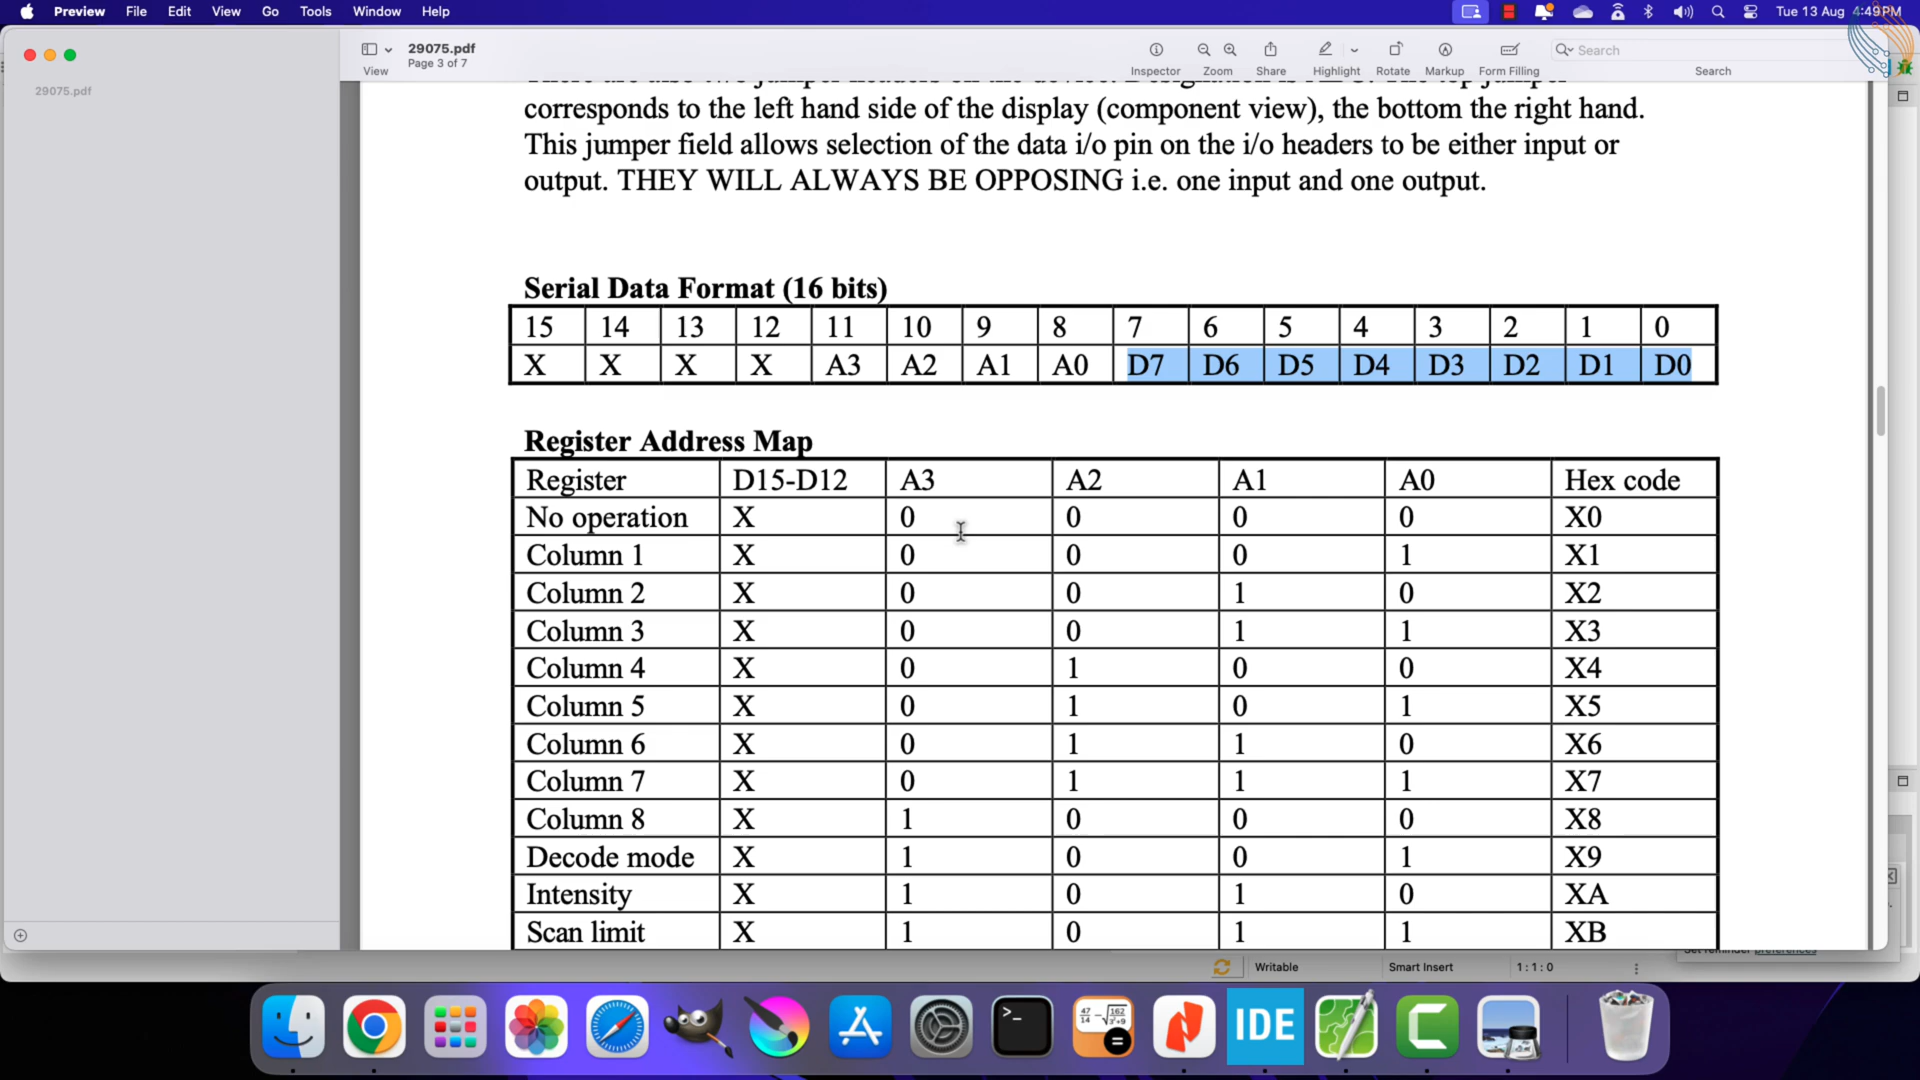 Preview File Edit View Go Tools Window Help
Tue 13 Aug 4:49PM
29075.pdf
Page 3 of 7
View
Inspector Zoom Share Highlight Rotate Markup Form Filling
Search
Search
29075.pdf
corresponds to the left hand side of the display (component view), the bottom the right hand.
This jumper field allows selection of the data i/o pin on the i/o headers to be either input or
output. THEY WILL ALWAYS BE OPPOSING i.e. one input and one output.
Serial Data Format (16 bits)
15 14 13 12 11 10 9 8 7 6 5 4 3 2 1 0
X X X X A3 A2 A1 A0 D7 D6 D5 D4 D3 D2 D1 D0
Register Address Map
Register D15-D12 A3 A2 A1 A0 Hex code
No operation X 0 0 0 0 X0
Column 1 X 0 0 0 1 X1
Column 2 X 0 0 1 0 X2
Column 3 X 0 0 1 1 X3
Column 4 X 0 1 0 0 X4
Column 5 X 0 1 0 1 X5
Column 6 X 0 1 1 0 X6
Column 7 X 0 1 1 1 X7
Column 8 X 1 0 0 0 X8
Decode mode X 1 0 0 1 X9
Intensity X 1 0 1 0 XA
Scan limit X 1 0 1 1 XB
Writable Smart Insert 1 : 1 : 0
IDE